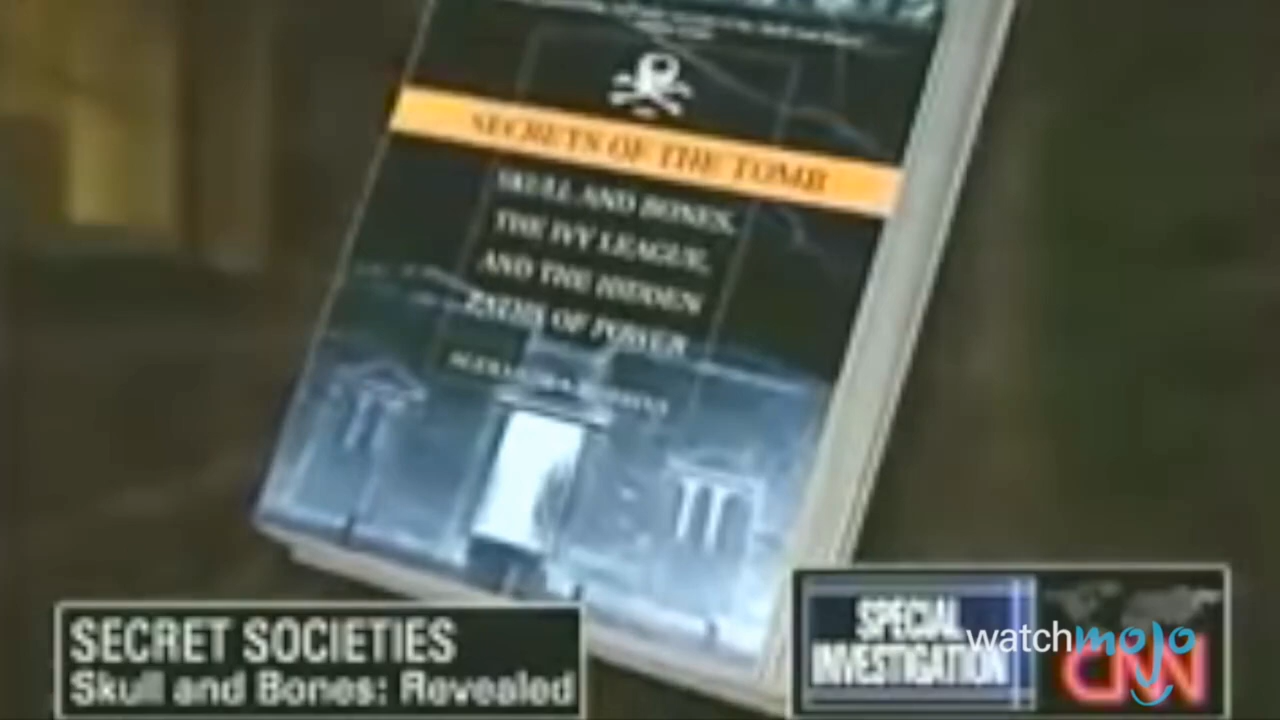 SECRETS OF THE TOMB
SKULL AND BONES,
THE IVY LEAGUE,
AND THE HIDDEN
PATHS OF POWER
SECRET SOCIETIES
Skull and Bones: Revealed
SPECIAL
INVESTIGATION
CNN
watchmojo